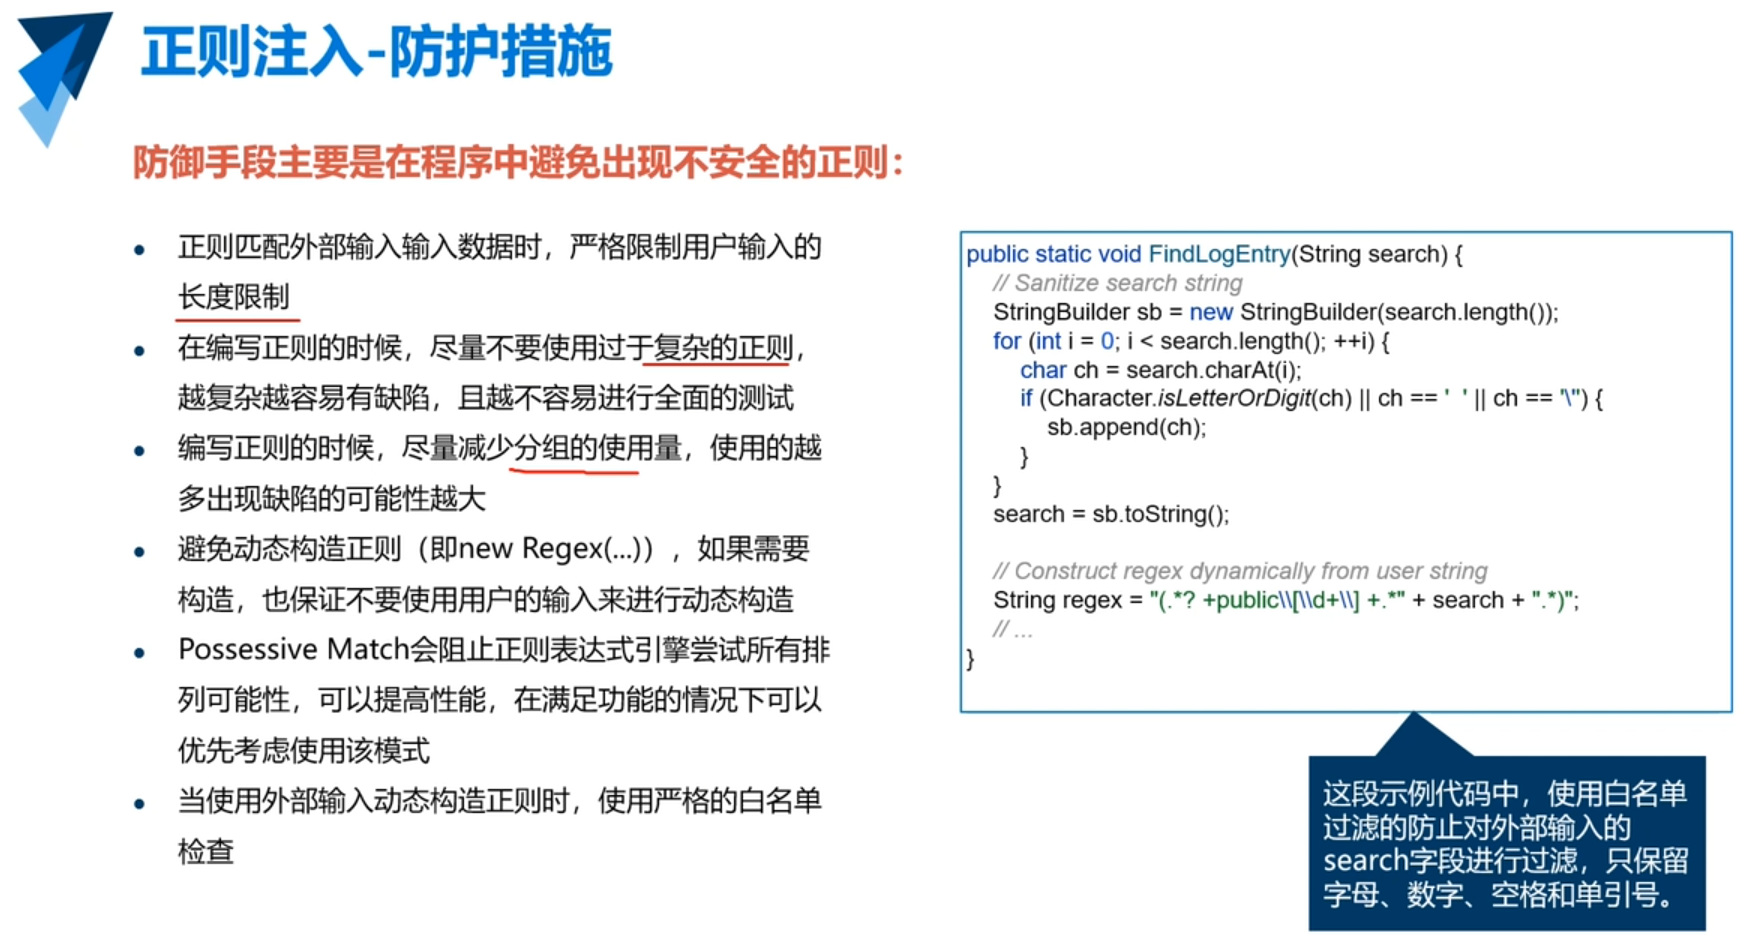 正则注入-防护措施
防御手段主要是在程序中避免出现不安全的正则：
正则匹配外部输入输入数据时，严格限制用户输入的
长度限制
在编写正则的时候，尽量不要使用过于复杂的正则，
越复杂越容易有缺陷，且越不容易进行全面的测试
编写正则的时候，尽量减少分组的使用量，使用的越
多出现缺陷的可能性越大
避免动态构造正则（即new Regex(...)），如果需要
构造，也保证不要使用用户的输入来进行动态构造
Possessive Match会阻止正则表达式引擎尝试所有排
列可能性，可以提高性能，在满足功能的情况下可以
优先考虑使用该模式
当使用外部输入动态构造正则时，使用严格的白名单
检查
public static void FindLogEntry(String search) {
// Sanitize search string
StringBuilder sb = new StringBuilder(search.length());
for (int i = 0; i < search.length(); ++i) {
char ch = search.charAt(i);
if (Character.isLetterOrDigit(ch) || ch == ' ' || ch == '\'') {
sb.append(ch);
}
}
search = sb.toString();
// Construct regex dynamically from user string
String regex = "(.*? +public\\[\\d+\\] +.*" + search + ".*)";
// ...
}
这段示例代码中，使用白名单
过滤的防止对外部输入的
search字段进行过滤，只保留
字母、数字、空格和单引号。